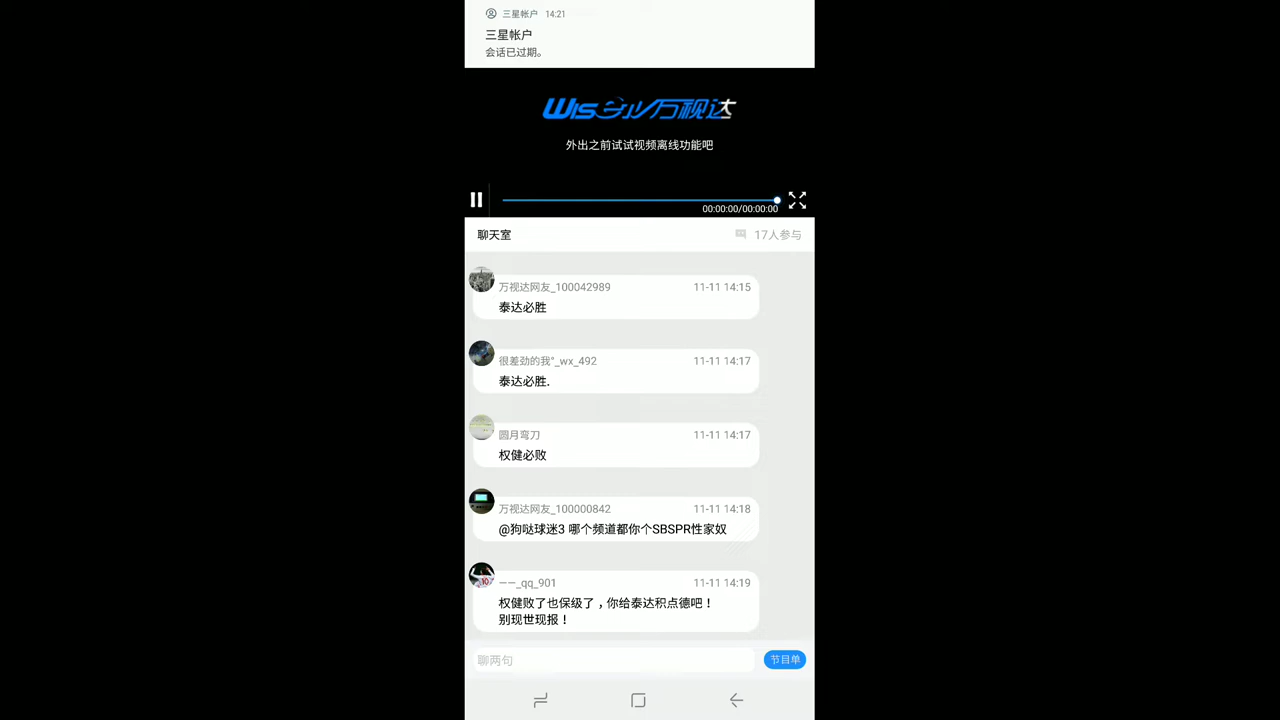 三星帐户 14:21
三星帐户
会话已过期。
万视达
外出之前试试视频离线功能吧
00:00:00/00:00:00
聊天室 17人参与
万视达网友_100042989 11-11 14:15
泰达必胜
很差劲的我°_wx_492 11-11 14:17
泰达必胜.
圆月弯刀 11-11 14:17
权健必败
万视达网友_100000842 11-11 14:18
@狗哒球迷3 哪个频道都你个SBSPR性家奴
一一_qq_901 11-11 14:19
权健败了也保级了，你给泰达积点德吧！
别现世现报！
聊两句 节目单